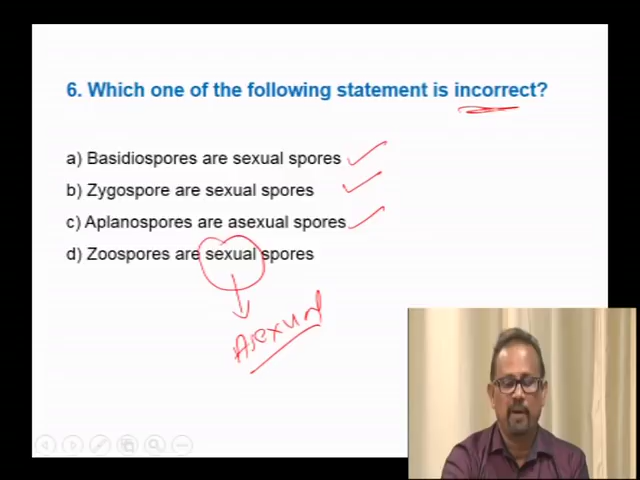 6. Which one of the following statement is incorrect?
a) Basidiospores are sexual spores
b) Zygospore are sexual spores
c) Aplanospores are asexual spores
d) Zoospores are sexual spores
Asexual